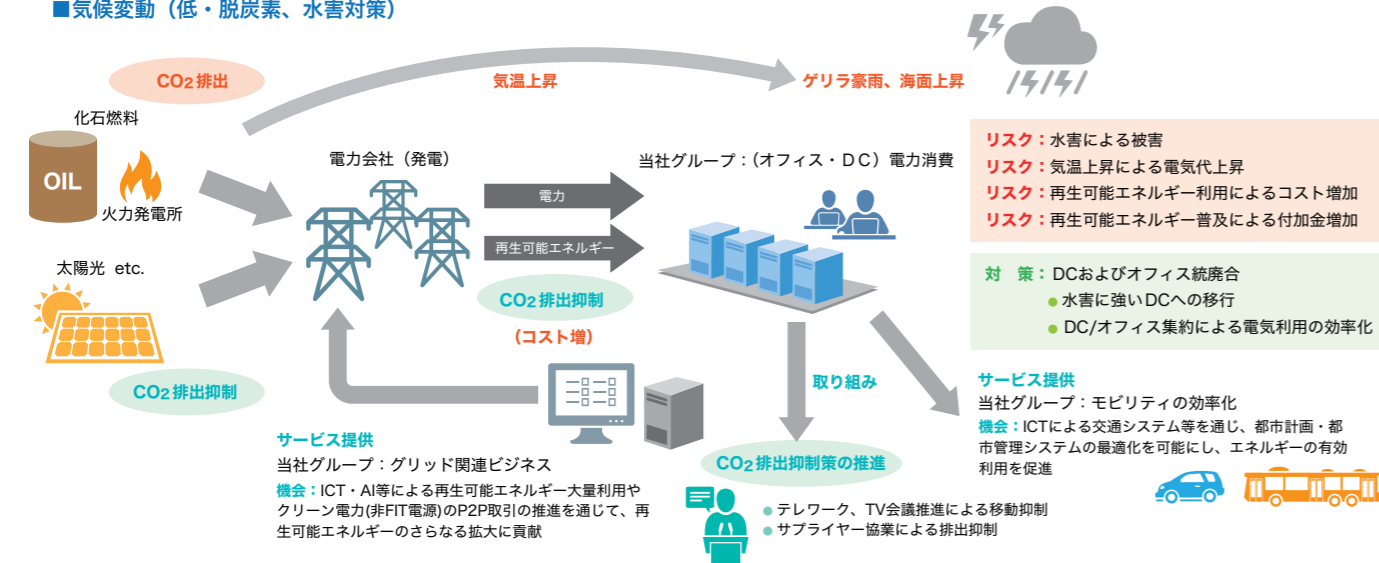 ■気候変動（低・脱炭素、水害対策）
CO2排出
気温上昇
ゲリラ豪雨、海面上昇
化石燃料
OIL
火力発電所
電力会社（発電）
当社グループ：（オフィス・DC）電力消費
電力
再生可能エネルギー
リスク：水害による被害
リスク：気温上昇による電気代上昇
リスク：再生可能エネルギー利用によるコスト増加
リスク：再生可能エネルギー普及による付加金増加
太陽光 etc.
CO2排出抑制
CO2排出抑制
（コスト増）
対　策：DCおよびオフィス統廃合
●水害に強いDCへの移行
●DC/オフィス集約による電気利用の効率化
取り組み
サービス提供
当社グループ：グリッド関連ビジネス
機会：ICT・AI等による再生可能エネルギー大量利用や
クリーン電力(非FIT電源)のP2P取引の推進を通じて、再
生可能エネルギーのさらなる拡大に貢献
CO2排出抑制策の推進
●テレワーク、TV会議推進による移動抑制
●サプライヤー協業による排出抑制
サービス提供
当社グループ：モビリティの効率化
機会：ICTによる交通システム等を通じ、都市計画・都
市管理システムの最適化を可能にし、エネルギーの有効
利用を促進